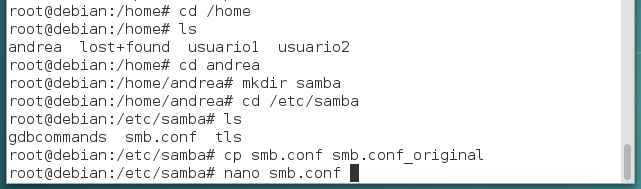 root@debian:/home# cd /home
root@debian:/home# ls
andrea  lost+found  usuario1  usuario2
root@debian:/home# cd andrea
root@debian:/home/andrea# mkdir samba
root@debian:/home/andrea# cd /etc/samba
root@debian:/etc/samba# ls
gdbcommands  smb.conf  tls
root@debian:/etc/samba# cp smb.conf smb.conf_original
root@debian:/etc/samba# nano smb.conf